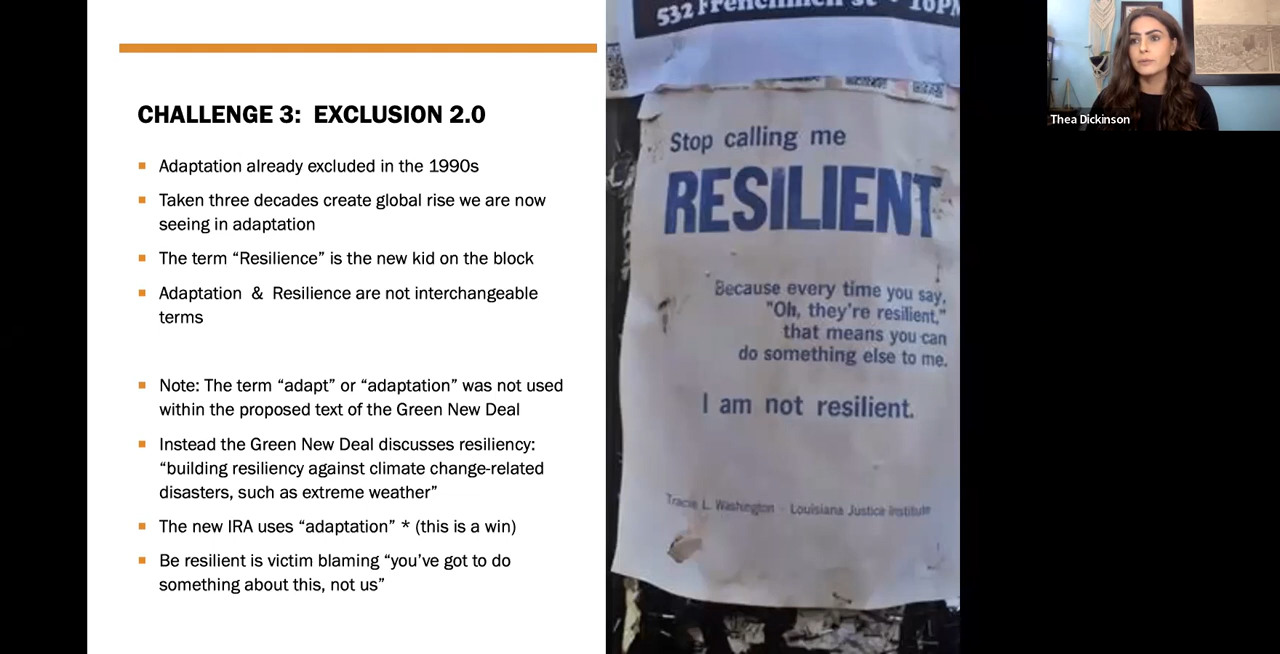 CHALLENGE 3: EXCLUSION 2.0
Adaptation already excluded in the 1990s
Taken three decades create global rise we are now
seeing in adaptation
The term “Resilience” is the new kid on the block
Adaptation & Resilience are not interchangeable
terms
Note: The term “adapt” or “adaptation” was not used
within the proposed text of the Green New Deal
Instead the Green New Deal discusses resiliency:
“building resiliency against climate change-related
disasters, such as extreme weather”
The new IRA uses “adaptation” * (this is a win)
Be resilient is victim blaming “you’ve got to do
something about this, not us”
532 Frenchmen st • 10PM
Stop calling me
RESILIENT
Because every time you say,
"Oh, they're resilient,"
that means you can
do something else to me.
I am not resilient.
Tracie L. Washington - Louisiana Justice Institute
Thea Dickinson